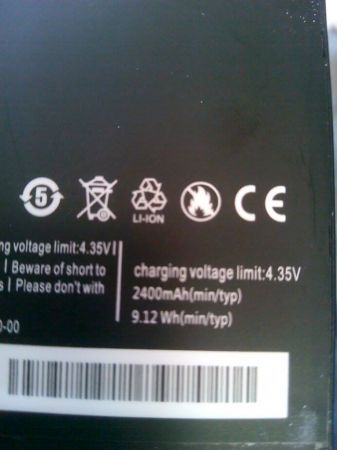 5
LI-ION
CE
ng voltage limit:4.35V
Beware of short to
s | Please don't with
0-00
charging voltage limit:4.35V
2400mAh(min/typ)
9.12 Wh(min/typ)